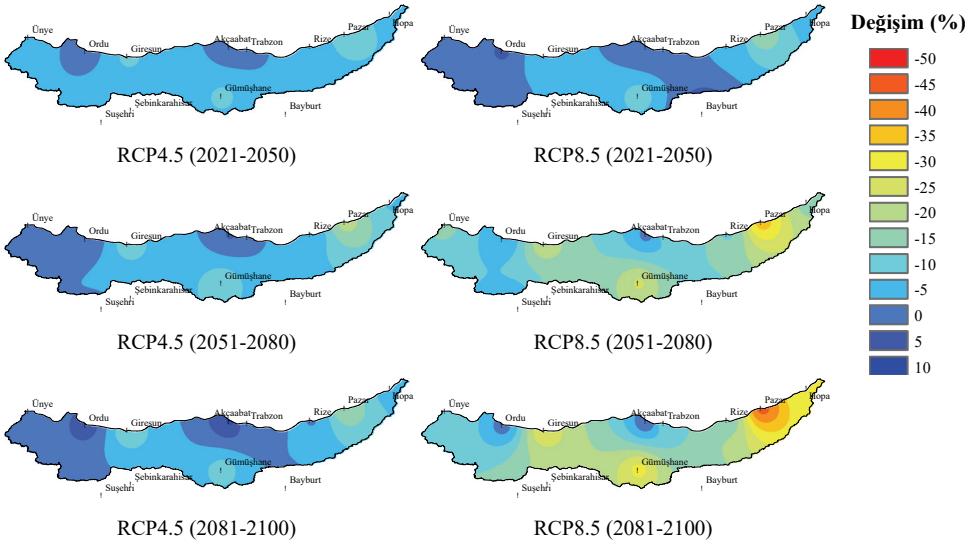 Ünye
Ordu
Giresun
Akçaabat
Trabzon
Rize
Pazar
Hopa
Gümüşhane
Şebinkarahisar
Suşehri
Bayburt
RCP4.5 (2021-2050)
Ünye
Ordu
Giresun
Akçaabat
Trabzon
Rize
Pazar
Hopa
Gümüşhane
Şebinkarahisar
Suşehri
Bayburt
RCP8.5 (2021-2050)
Ünye
Ordu
Giresun
Akçaabat
Trabzon
Rize
Pazar
Hopa
Gümüşhane
Şebinkarahisar
Suşehri
Bayburt
RCP4.5 (2051-2080)
Ünye
Ordu
Giresun
Akçaabat
Trabzon
Rize
Pazar
Hopa
Gümüşhane
Şebinkarahisar
Suşehri
Bayburt
RCP8.5 (2051-2080)
Ünye
Ordu
Giresun
Akçaabat
Trabzon
Rize
Pazar
Hopa
Gümüşhane
Şebinkarahisar
Suşehri
Bayburt
RCP4.5 (2081-2100)
Ünye
Ordu
Giresun
Akçaabat
Trabzon
Rize
Pazar
Hopa
Gümüşhane
Şebinkarahisar
Suşehri
Bayburt
RCP8.5 (2081-2100)
Değişim (%)
-50
-45
-40
-35
-30
-25
-20
-15
-10
-5
0
5
10